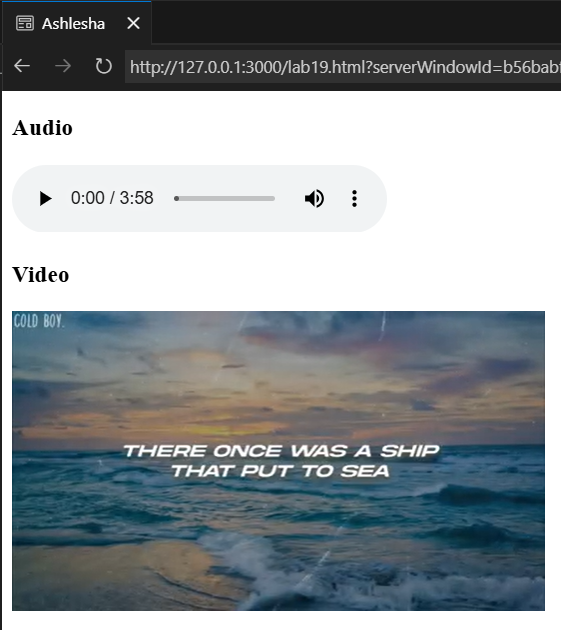 Ashlesha
http://127.0.0.1:3000/lab19.html?serverWindowId=b56bab
Audio
0:00 / 3:58
Video
COLD BOY.
THERE ONCE WAS A SHIP
THAT PUT TO SEA